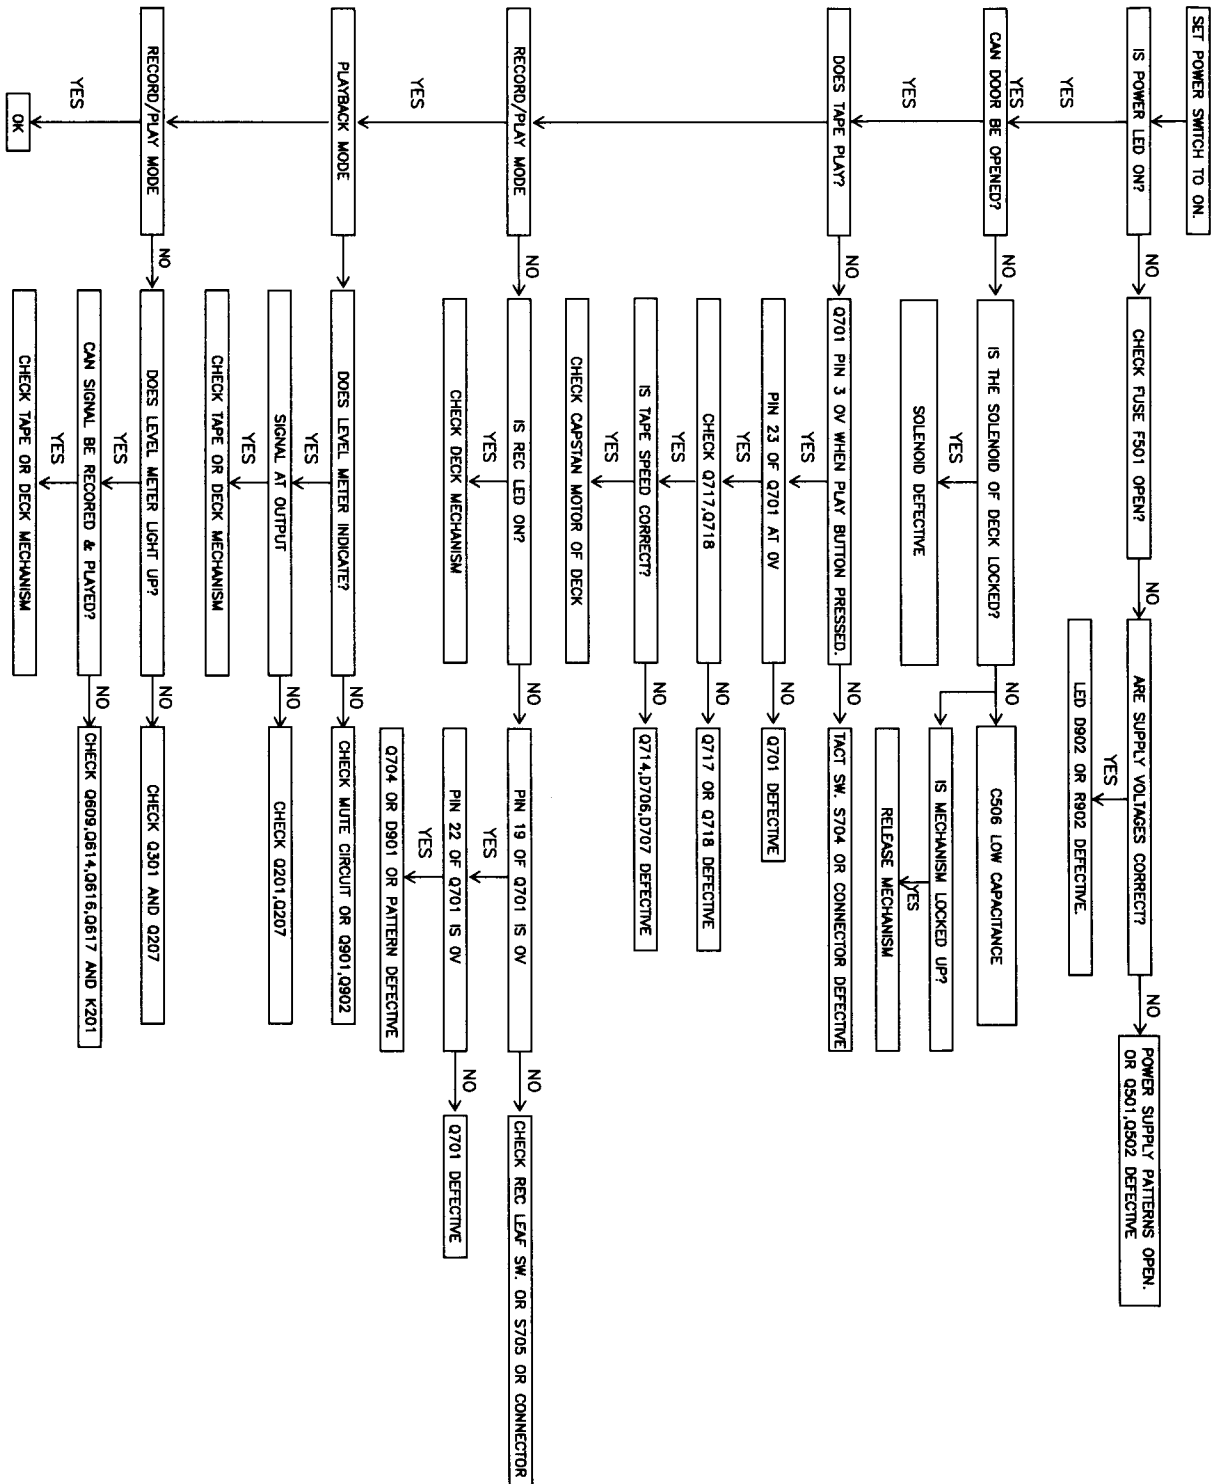 SET POWER SWITCH TO ON.
IS POWER LED ON?
NO
CHECK FUSE F501 OPEN?
NO
ARE SUPPLY VOLTAGES CORRECT?
NO
POWER SUPPLY PATTERNS OPEN.
OR Q501,Q502 DEFECTIVE
YES
LED D902 OR R902 DEFECTIVE.
YES
CAN DOOR BE OPENED?
NO
IS THE SOLENOID OF DECK LOCKED?
NO
C506 LOW CAPACITANCE
IS MECHANISM LOCKED UP?
YES
RELEASE MECHANISM
YES
SOLENOID DEFECTIVE
YES
YES
DOES TAPE PLAY?
NO
Q701 PIN 3 0V WHEN PLAY BUTTON PRESSED.
NO
TACT SW. S704 OR CONNECTOR DEFECTIVE
YES
PIN 23 OF Q701 AT 0V
NO
Q701 DEFECTIVE
YES
CHECK Q717,Q718
NO
Q717 OR Q718 DEFECTIVE
YES
IS TAPE SPEED CORRECT?
NO
Q714,D706,D707 DEFECTIVE
YES
CHECK CAPSTAN MOTOR OF DECK
RECORD/PLAY MODE
NO
IS REC LED ON?
NO
PIN 19 OF Q701 IS 0V
NO
CHECK REC LEAF SW. OR S705 OR CONNECTOR
YES
PIN 22 OF Q701 IS 0V
NO
Q701 DEFECTIVE
YES
Q704 OR D901 OR PATTERN DEFECTIVE
YES
CHECK DECK MECHANISM
YES
PLAYBACK MODE
DOES LEVEL METER INDICATE?
NO
CHECK MUTE CIRCUIT OR Q901,Q902
YES
SIGNAL AT OUTPUT
NO
CHECK Q201,Q207
YES
CHECK TAPE OR DECK MECHANISM
RECORD/PLAY MODE
NO
DOES LEVEL METER LIGHT UP?
NO
CHECK Q301 AND Q207
YES
CAN SIGNAL BE RECORED & PLAYED?
NO
CHECK Q609,Q614,Q616,Q617 AND K201
YES
CHECK TAPE OR DECK MECHANISM
YES
OK